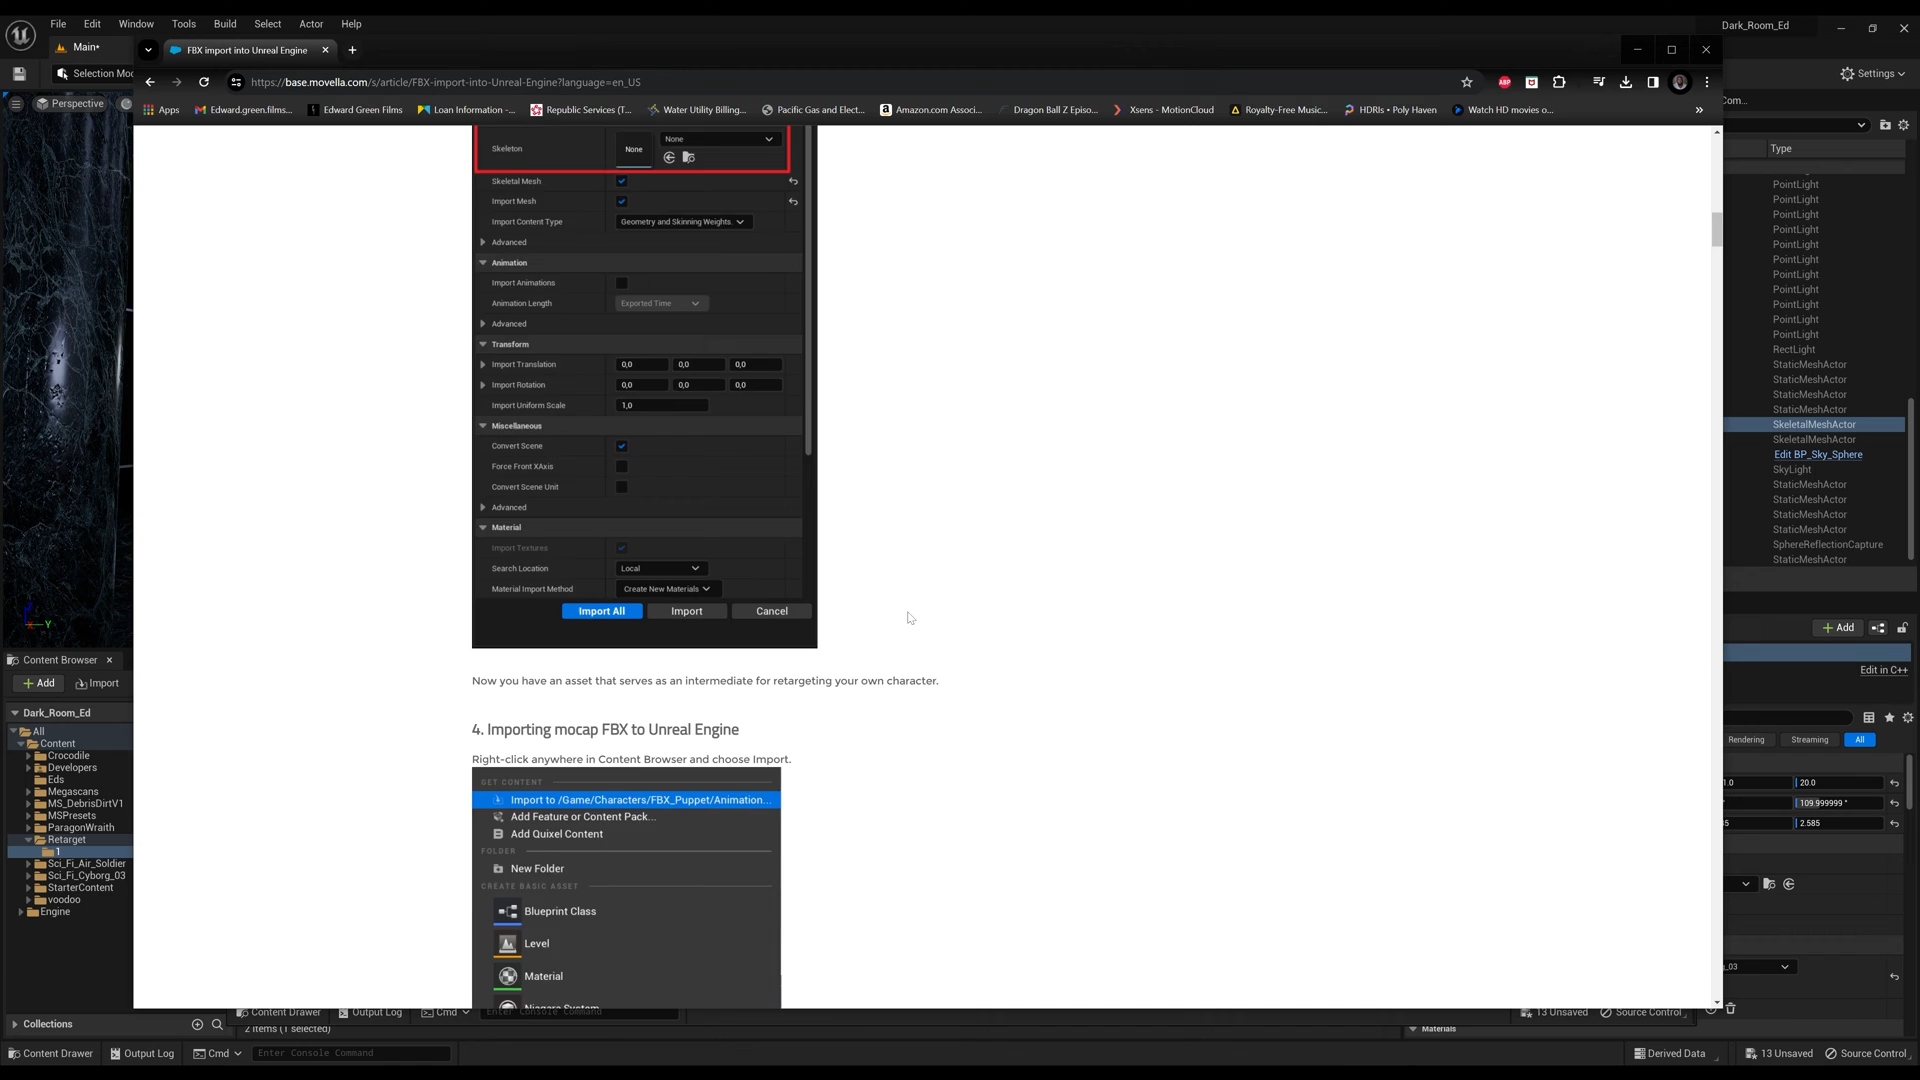 File Edit Window Tools Build Select Actor Help
Dark_Room_Ed
Main*
FBX import into Unreal Engine
Selection Mod
https://base.movella.com/s/article/FBX-import-into-Unreal-Engine?language=en_US
Settings
Perspective
Apps Edward.green.films... Edward Green Films Loan Information -... Republic Services (T... Water Utility Billing... Pacific Gas and Elect... Amazon.com Associ... Dragon Ball Z Episo... Xsens - MotionCloud Royalty-Free Music... HDRIs • Poly Haven Watch HD movies o...
Com...
Type
Skeleton None None
Skeletal Mesh
Import Mesh
Import Content Type Geometry and Skinning Weights.
Advanced
Animation
Import Animations
Animation Length Exported Time
Advanced
Transform
Import Translation 0,0 0,0 0,0
Import Rotation 0,0 0,0 0,0
Import Uniform Scale 1,0
Miscellaneous
Convert Scene
Force Front XAxis
Convert Scene Unit
Advanced
Material
Import Textures
Search Location Local
Material Import Method Create New Materials
Import All Import Cancel
Now you have an asset that serves as an intermediate for retargeting your own character.
4. Importing mocap FBX to Unreal Engine
Right-click anywhere in Content Browser and choose Import.
GET CONTENT
Import to /Game/Characters/FBX_Puppet/Animation...
Add Feature or Content Pack...
Add Quixel Content
FOLDER
New Folder
CREATE BASIC ASSET
Blueprint Class
Level
Material
Niagara System
PointLight
PointLight
PointLight
PointLight
PointLight
PointLight
PointLight
PointLight
PointLight
PointLight
PointLight
RectLight
StaticMeshActor
StaticMeshActor
StaticMeshActor
StaticMeshActor
SkeletalMeshActor
SkeletalMeshActor
Edit BP_Sky_Sphere
SkyLight
StaticMeshActor
StaticMeshActor
StaticMeshActor
StaticMeshActor
SphereReflectionCapture
StaticMeshActor
Add
Edit in C++
Rendering Streaming All
1.0 20.0
° 109.999999 °
35 2.585
_03
Y
Content Browser
Add Import
Dark_Room_Ed
All
Content
Crocodile
Developers
Eds
Megascans
MS_DebrisDirtV1
MSPresets
ParagonWraith
Retarget
1
Sci_Fi_Air_Soldier
Sci_Fi_Cyborg_03
StarterContent
voodoo
Engine
Collections
Content Drawer Output Log Cmd Enter Console Command 13 Unsaved Source Control
2 items (1 selected) Materials
Content Drawer Output Log Cmd Enter Console Command Derived Data 13 Unsaved Source Control